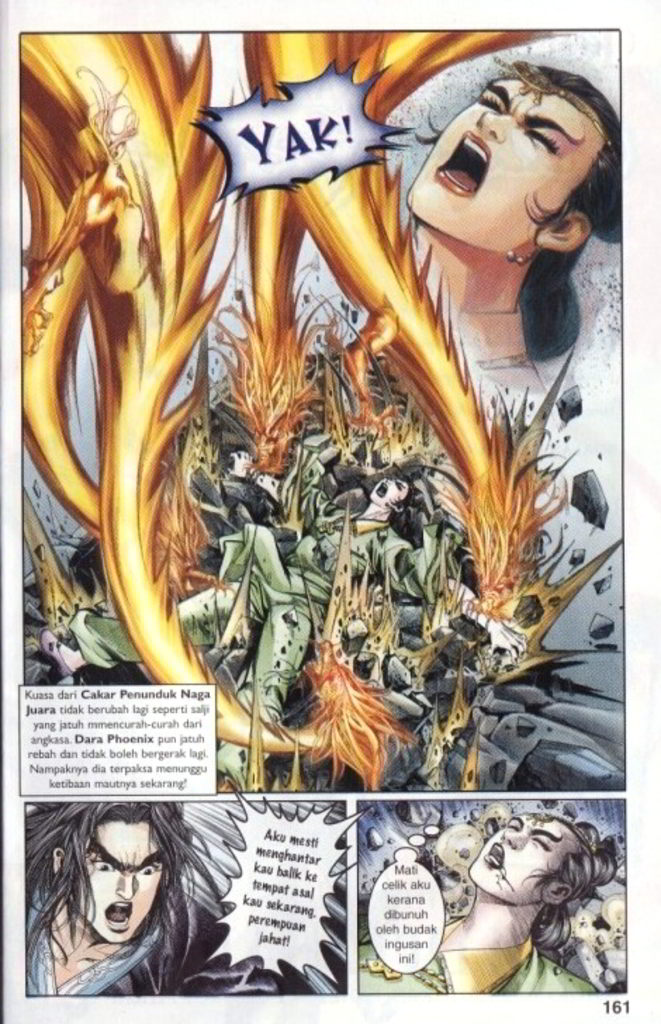 YAK!
Kuasa dari Cakar Penunduk Naga
Juara tidak berubah lagi seperti salji
yang jatuh mmencurah-curah dari
angkasa. Dara Phoenix pun jatuh
rebah dan tidak boleh bergerak lagi.
Nampaknya dia terpaksa menunggu
ketibaan mautnya sekarang!
Aku mesti
menghantar
kau balik ke
tempat asal
kau sekarang,
perempuan
jahat!
Mati
celik aku
kerana
dibunuh
oleh budak
ingusan
ini!
161